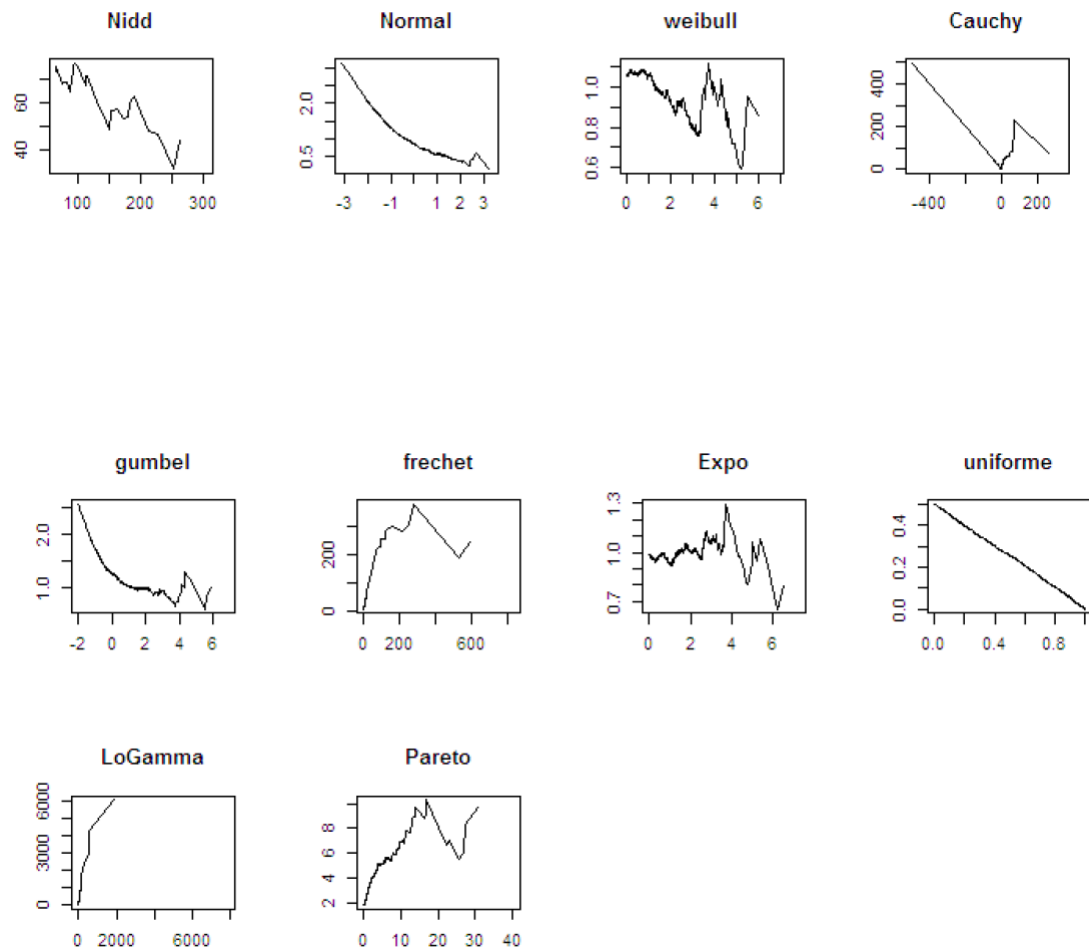 Nidd Normal weibull Cauchy
40 60
100 200 300
0.5 2.0
-3 -1 1 2 3
0.6 0.8 1.0
0 2 4 6
0 200 400
-400 0 200
gumbel frechet Expo uniforme
1.0 2.0
-2 0 2 4 6
0 200
0 200 600
0.7 1.0 1.3
0 2 4 6
0.0 0.2 0.4
0.0 0.4 0.8
LoGamma Pareto
0 3000 6000
0 2000 6000
2 4 6 8
0 10 20 30 40